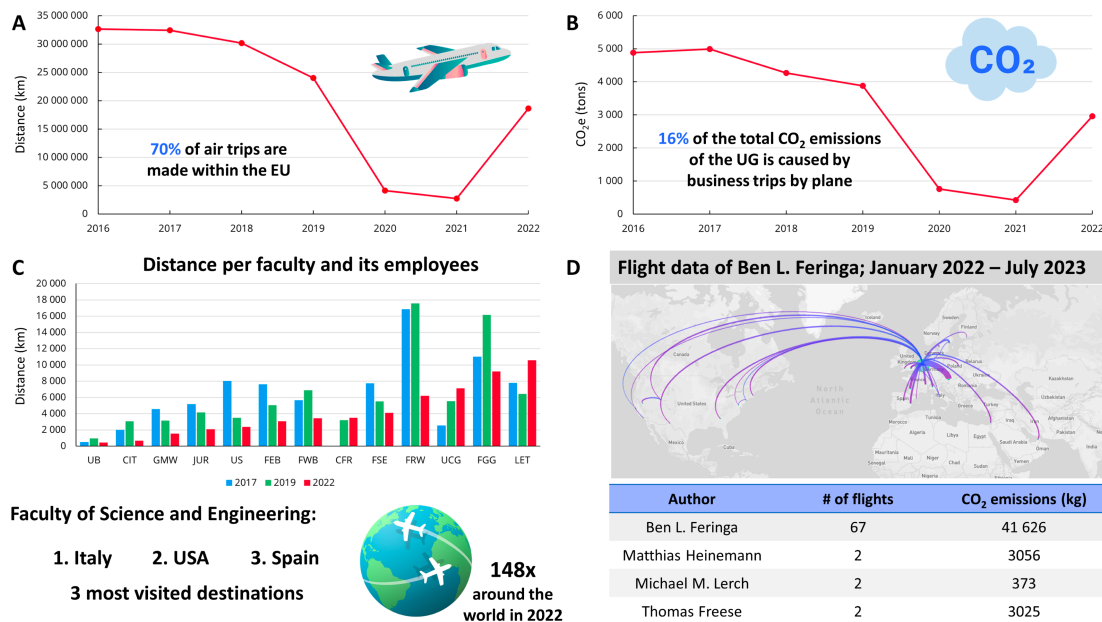 A
35 000 000
30 000 000
25 000 000
20 000 000
15 000 000
10 000 000
5 000 000
0
Distance (km)
2016 2017 2018 2019 2020 2021 2022
70% of air trips are
made within the EU
B
6 000
5 000
4 000
3 000
2 000
1 000
0
CO₂e (tons)
2016 2017 2018 2019 2020 2021 2022
CO₂
16% of the total CO₂ emissions
of the UG is caused by
business trips by plane
C
Distance per faculty and its employees
20 000
18 000
16 000
14 000
12 000
10 000
8 000
6 000
4 000
2 000
0
Distance (km)
UB CIT GMW JUR US FEB FWB CFR FSE FRW UCG FGG LET
2017 2019 2022
Faculty of Science and Engineering:
1. Italy 2. USA 3. Spain
3 most visited destinations
148x
around the
world in 2022
D
Flight data of Ben L. Feringa; January 2022 – July 2023
Iceland
Sweden
Finland
Norway
Canada
United
Kingdom
Belarus
Poland
Ukraine
Kazakhstan
Romania
United States
North
Atlantic
Ocean
Spain
Italy
Greece
Turkey
Uzbekistan
Tunisia
Morocco
Iraq
Iran
Afghanistan
Pakistan
Algeria
Libya
Egypt
Mexico
Cuba
Saudi Arabia
Oman
India
Mauritania
Mali
Niger
Senegal
Chad
Sudan
Yemen
Nigeria
Ethiopia
Author # of flights CO₂ emissions (kg)
Ben L. Feringa 67 41 626
Matthias Heinemann 2 3056
Michael M. Lerch 2 373
Thomas Freese 2 3025